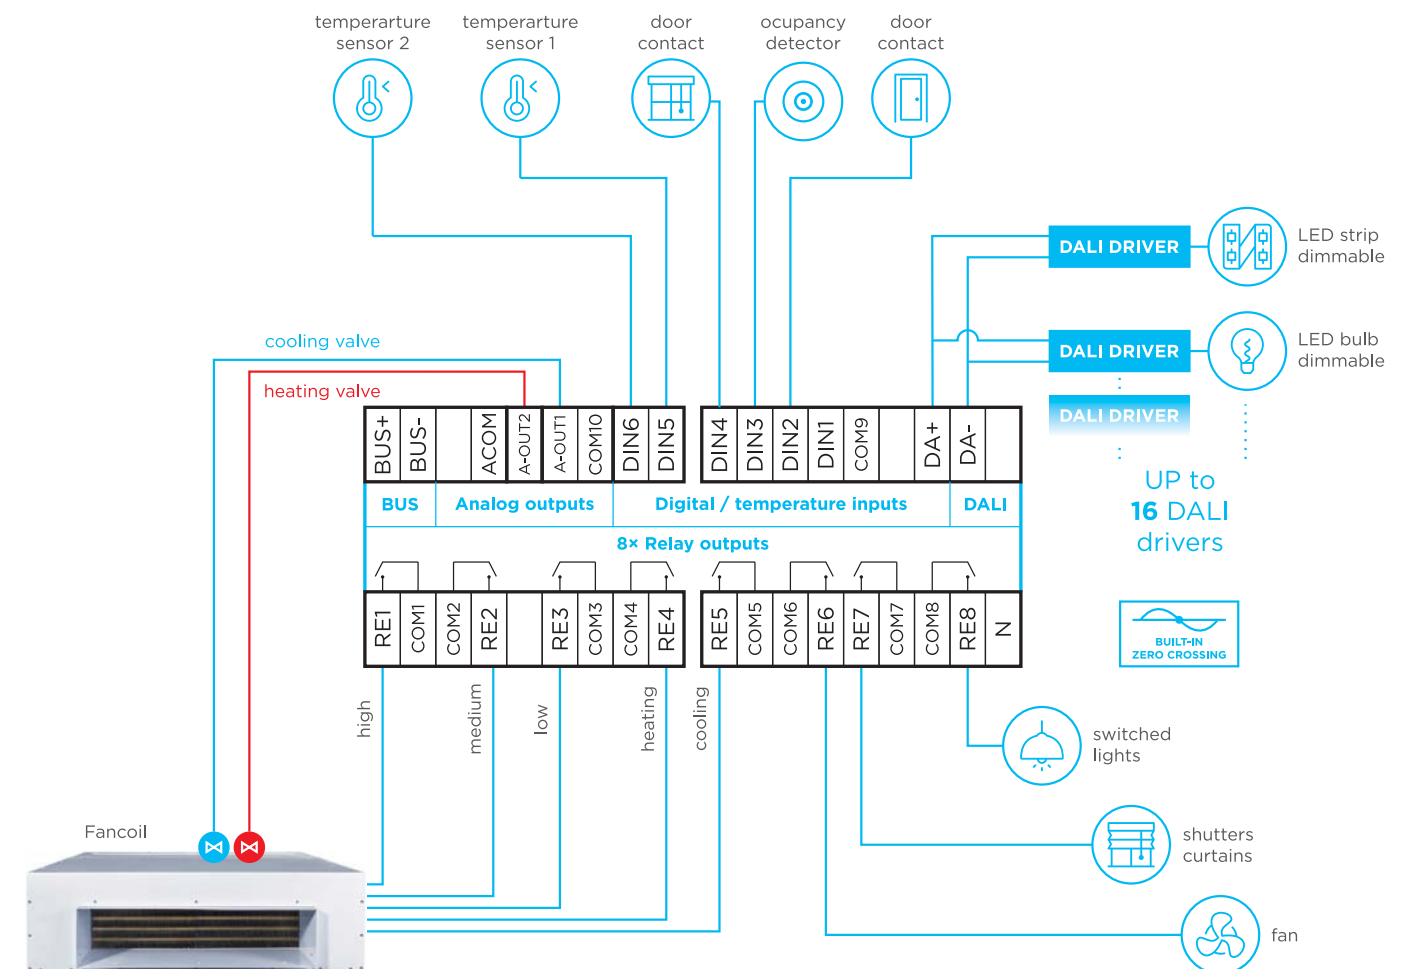 temperarture
sensor 2
temperarture
sensor 1
door
contact
ocupancy
detector
door
contact
DALI DRIVER
LED strip
dimmable
cooling valve
DALI DRIVER
LED bulb
dimmable
heating valve
DALI DRIVER
BUS+
BUS-
ACOM
A-OUT2
A-OUT1
COM10
DIN6
DIN5
DIN4
DIN3
DIN2
DIN1
COM9
DA+
DA-
UP to
16 DALI
drivers
BUS
Analog outputs
Digital / temperature inputs
DALI
8× Relay outputs
RE1
COM1
COM2
RE2
RE3
COM3
COM4
RE4
RE5
COM5
COM6
RE6
RE7
COM7
COM8
RE8
N
BUILT-IN
ZERO CROSSING
high
medium
low
heating
cooling
switched
lights
Fancoil
shutters
curtains
fan